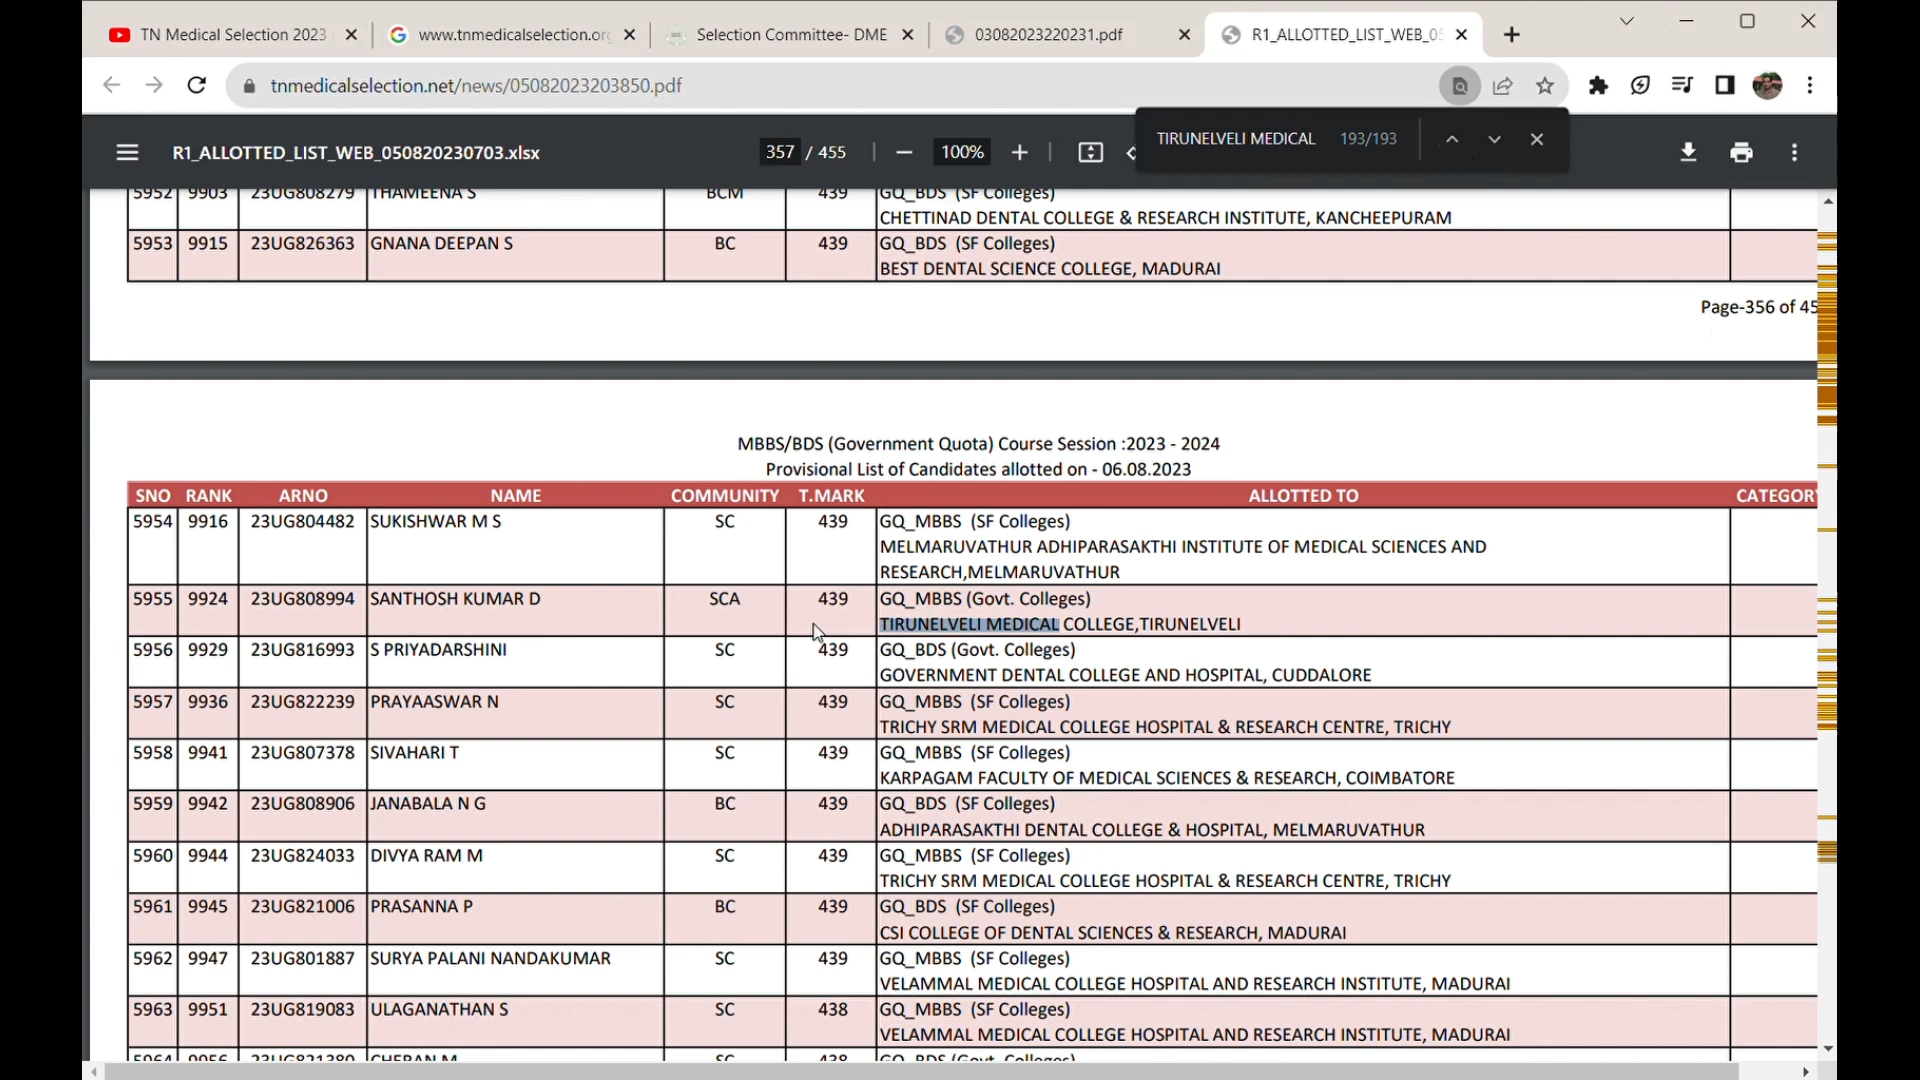 TN Medical Selection 2023
www.tnmedicalselection.org
Selection Committee- DME
03082023220231.pdf
R1_ALLOTTED_LIST_WEB_05
tnmedicalselection.net/news/05082023203850.pdf
TIRUNELVELI MEDICAL 193/193
R1_ALLOTTED_LIST_WEB_050820230703.xlsx 357 / 455 100%
5952 9903 23UG808279 THAMEENA S BCM 439 GQ_BDS (SF Colleges)
CHETTINAD DENTAL COLLEGE & RESEARCH INSTITUTE, KANCHEEPURAM
5953 9915 23UG826363 GNANA DEEPAN S BC 439 GQ_BDS (SF Colleges)
BEST DENTAL SCIENCE COLLEGE, MADURAI
Page-356 of 45
MBBS/BDS (Government Quota) Course Session :2023 - 2024
Provisional List of Candidates allotted on - 06.08.2023
SNO RANK ARNO NAME COMMUNITY T.MARK ALLOTTED TO CATEGORY
5954 9916 23UG804482 SUKISHWAR M S SC 439 GQ_MBBS (SF Colleges)
MELMARUVATHUR ADHIPARASAKTHI INSTITUTE OF MEDICAL SCIENCES AND
RESEARCH,MELMARUVATHUR
5955 9924 23UG808994 SANTHOSH KUMAR D SCA 439 GQ_MBBS (Govt. Colleges)
TIRUNELVELI MEDICAL COLLEGE,TIRUNELVELI
5956 9929 23UG816993 S PRIYADARSHINI SC 439 GQ_BDS (Govt. Colleges)
GOVERNMENT DENTAL COLLEGE AND HOSPITAL, CUDDALORE
5957 9936 23UG822239 PRAYAASWAR N SC 439 GQ_MBBS (SF Colleges)
TRICHY SRM MEDICAL COLLEGE HOSPITAL & RESEARCH CENTRE, TRICHY
5958 9941 23UG807378 SIVAHARI T SC 439 GQ_MBBS (SF Colleges)
KARPAGAM FACULTY OF MEDICAL SCIENCES & RESEARCH, COIMBATORE
5959 9942 23UG808906 JANABALA N G BC 439 GQ_BDS (SF Colleges)
ADHIPARASAKTHI DENTAL COLLEGE & HOSPITAL, MELMARUVATHUR
5960 9944 23UG824033 DIVYA RAM M SC 439 GQ_MBBS (SF Colleges)
TRICHY SRM MEDICAL COLLEGE HOSPITAL & RESEARCH CENTRE, TRICHY
5961 9945 23UG821006 PRASANNA P BC 439 GQ_BDS (SF Colleges)
CSI COLLEGE OF DENTAL SCIENCES & RESEARCH, MADURAI
5962 9947 23UG801887 SURYA PALANI NANDAKUMAR SC 439 GQ_MBBS (SF Colleges)
VELAMMAL MEDICAL COLLEGE HOSPITAL AND RESEARCH INSTITUTE, MADURAI
5963 9951 23UG819083 ULAGANATHAN S SC 438 GQ_MBBS (SF Colleges)
VELAMMAL MEDICAL COLLEGE HOSPITAL AND RESEARCH INSTITUTE, MADURAI
5964 9956 23UG821380 CHERAN M SC 438 GQ_BDS (Govt. Colleges)